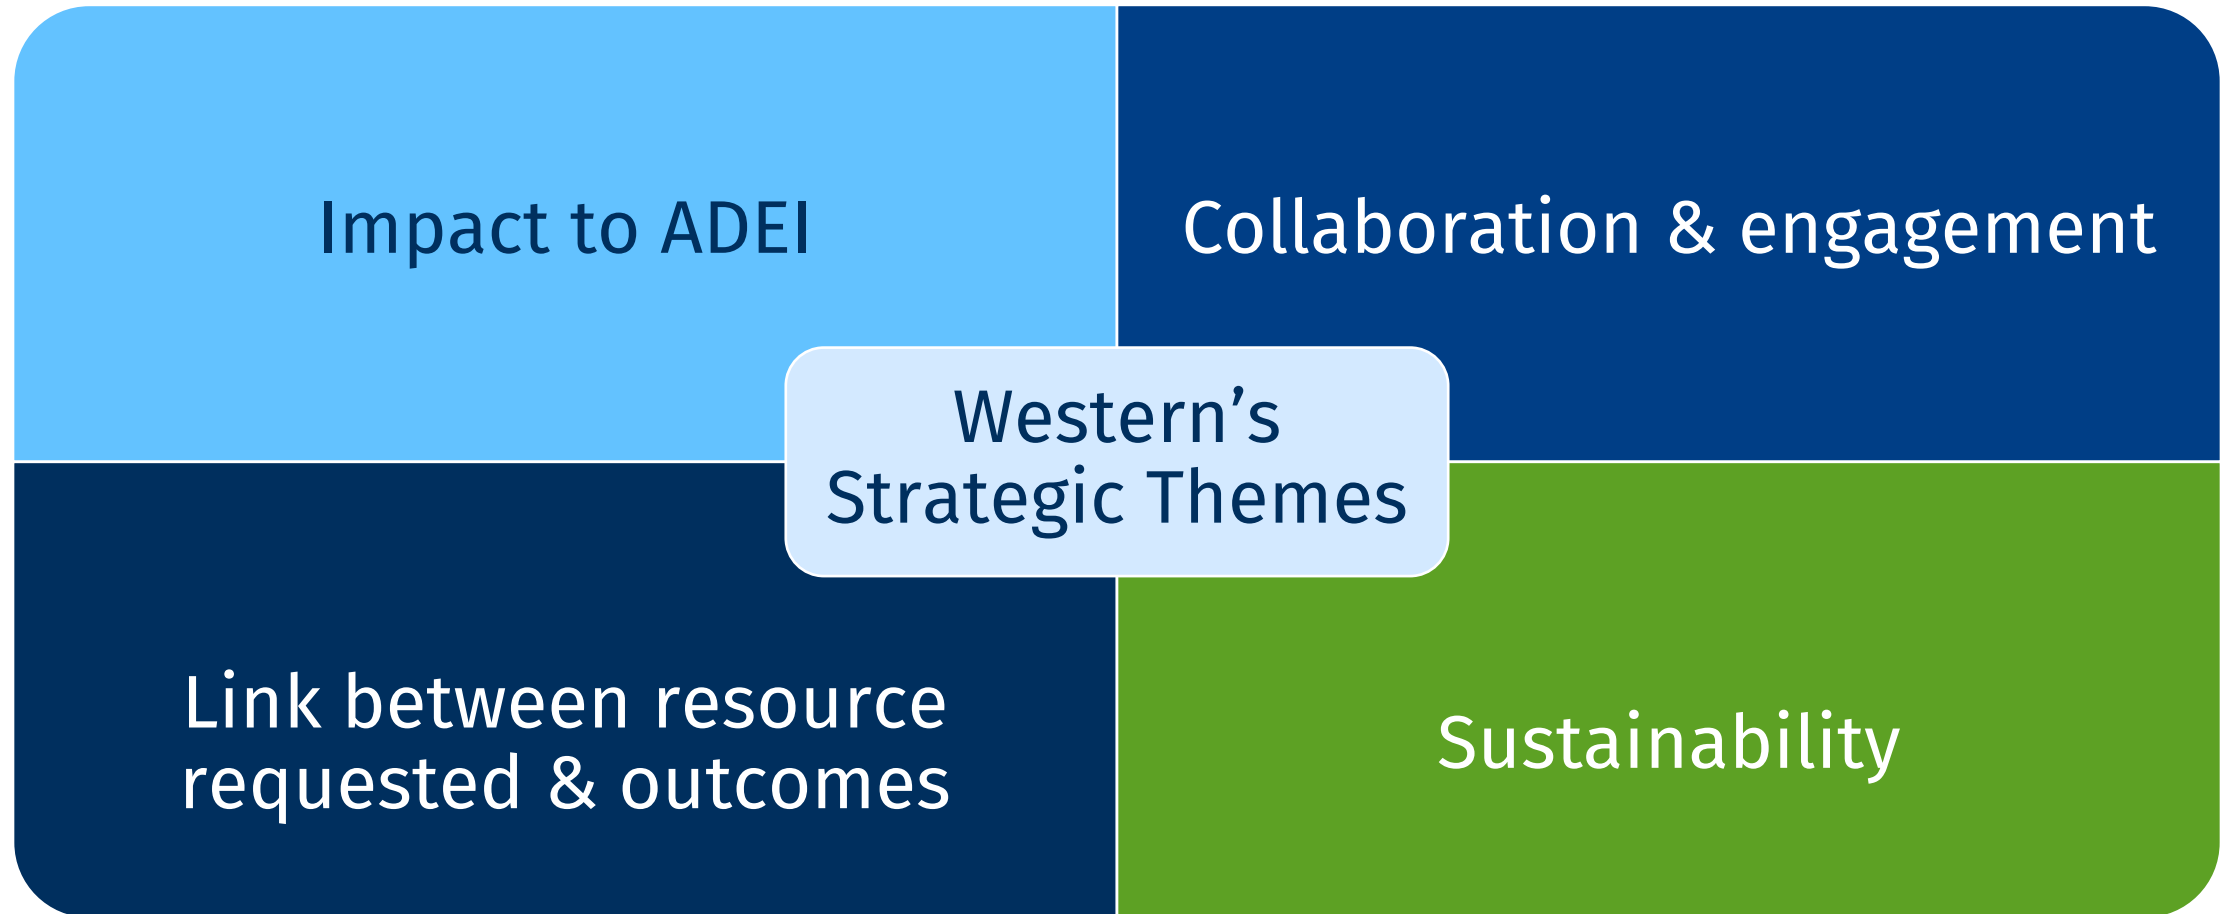 Impact to ADEI
Collaboration & engagement
Western’s
Strategic Themes
Link between resource
requested & outcomes
Sustainability